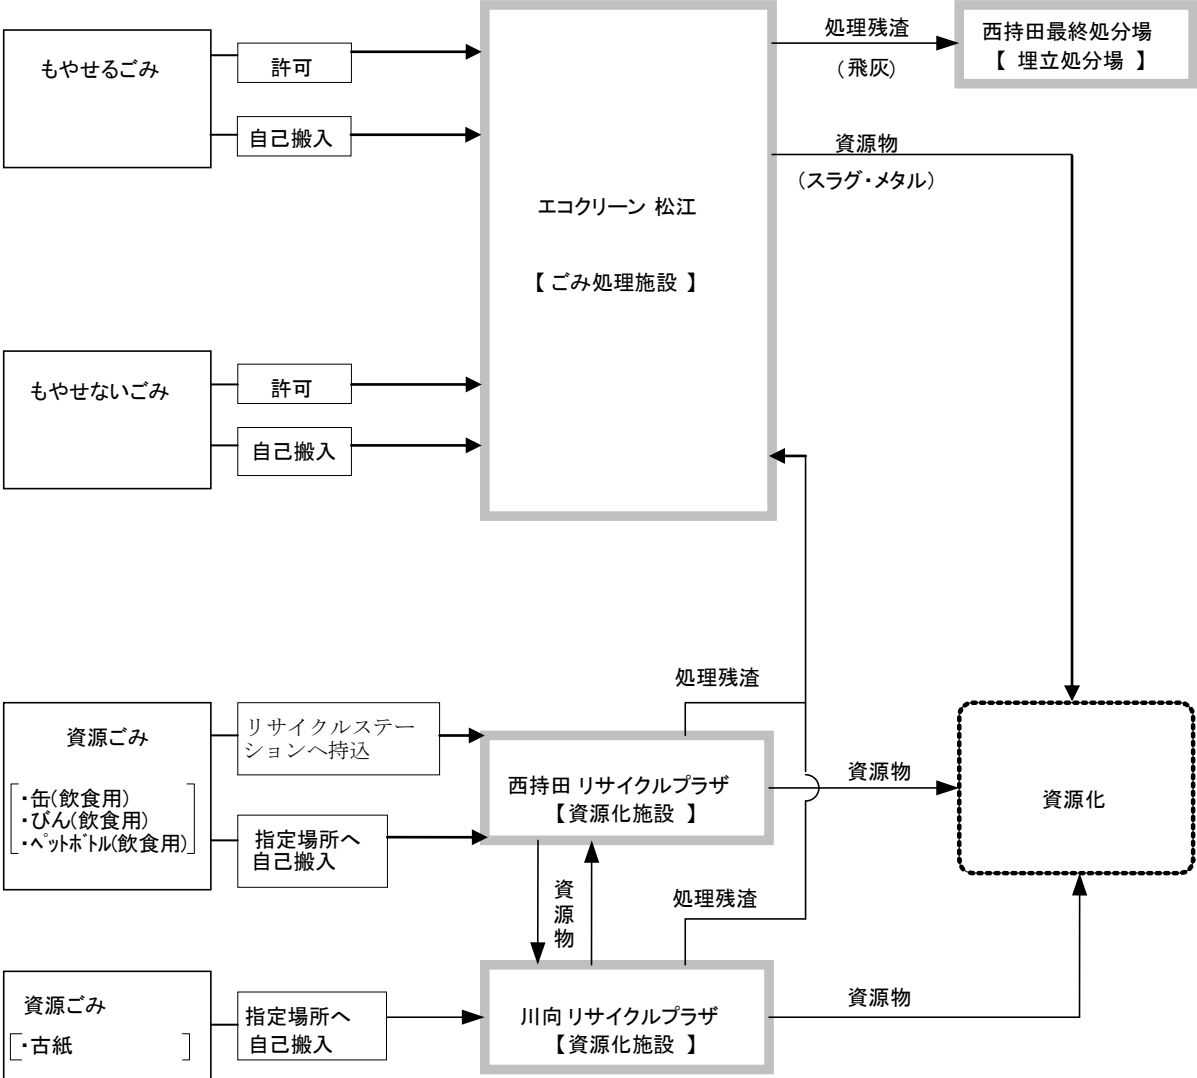 もやせるごみ
許可
自己搬入
エコクリーン 松江
【 ごみ処理施設 】
処理残渣
(飛灰)
西持田最終処分場
【 埋立処分場 】
資源物
(スラグ・メタル)
もやせないごみ
許可
自己搬入
資源ごみ
・缶(飲食用)
・びん(飲食用)
・ペットボトル(飲食用)
リサイクルステー
ションへ持込
指定場所へ
自己搬入
処理残渣
西持田 リサイクルプラザ
【資源化施設 】
資源物
資源化
資
源
物
処理残渣
資源ごみ
・古紙
指定場所へ
自己搬入
川向 リサイクルプラザ
【資源化施設 】
資源物